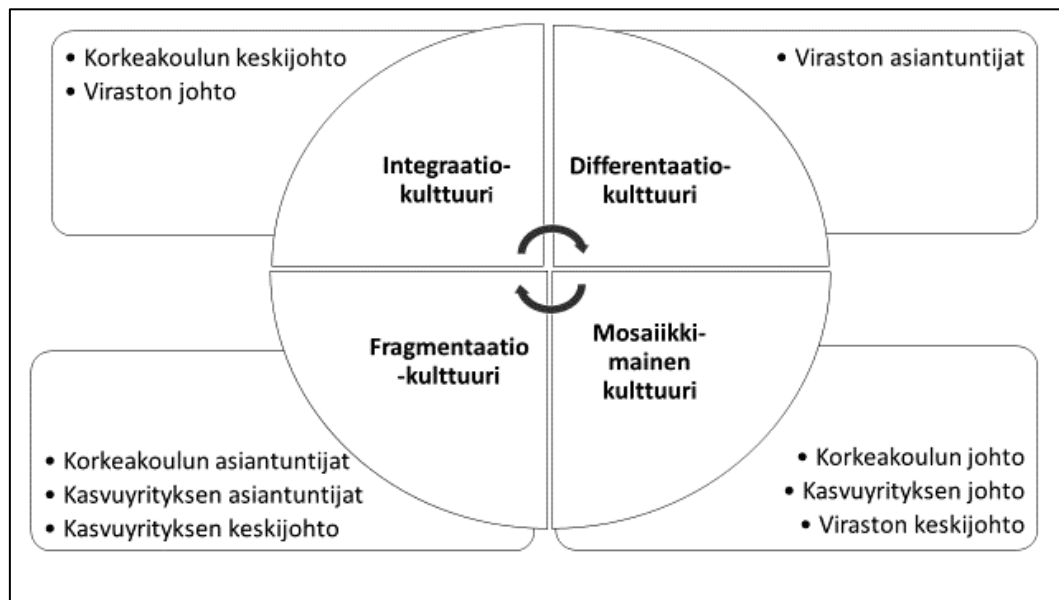 • Korkeakoulun keskijohto
• Viraston johto
• Viraston asiantuntijat
Integraatio-
kulttuuri
Differentaatio-
kulttuuri
Fragmentaatio
-kulttuuri
Mosaiikki-
mainen
kulttuuri
• Korkeakoulun asiantuntijat
• Kasvuyrityksen asiantuntijat
• Kasvuyrityksen keskijohto
• Korkeakoulun johto
• Kasvuyrityksen johto
• Viraston keskijohto